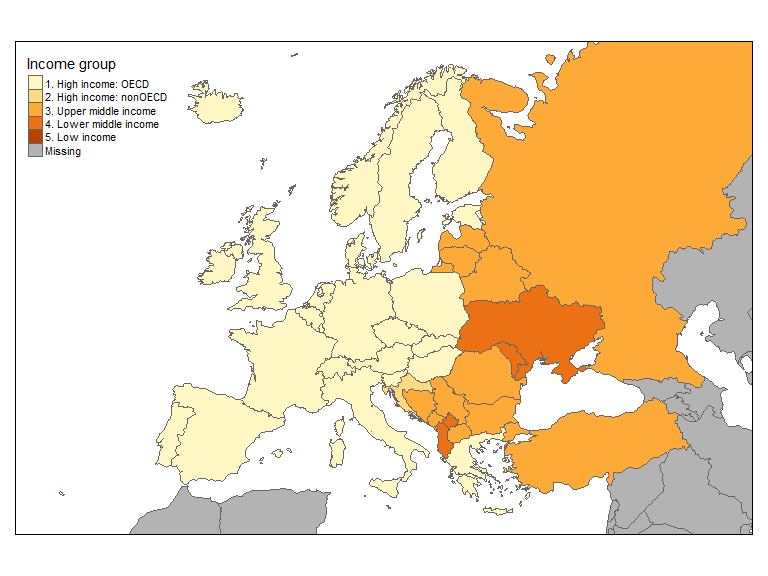 Income group
1. High income: OECD
2. High income: nonOECD
3. Upper middle income
4. Lower middle income
5. Low income
Missing